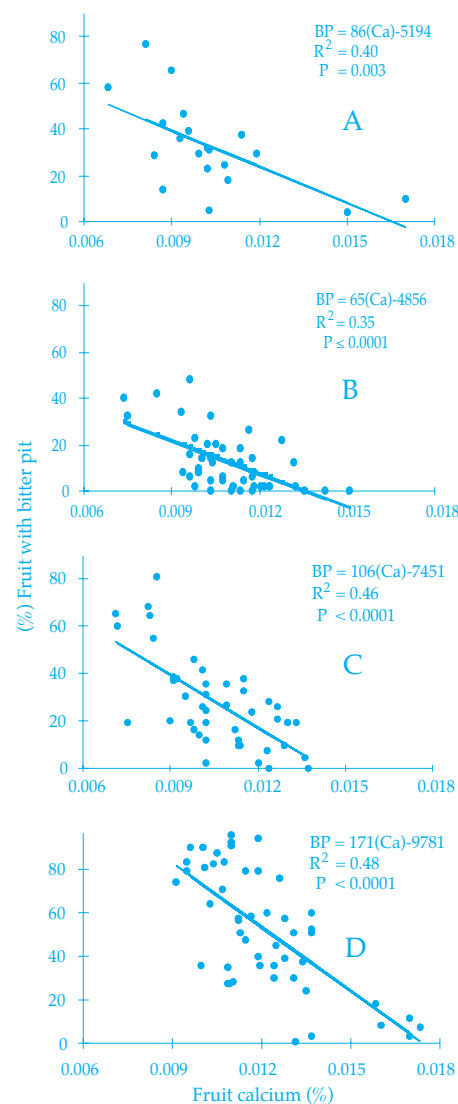 80
60
40
20
0
0.006
0.009
0.012
0.015
0.018
BP = 86(Ca)-5194
R2 = 0.40
P = 0.003
A
80
60
40
20
0
0.006
0.009
0.012
0.015
0.018
BP = 65(Ca)-4856
R2 = 0.35
P ≤ 0.0001
B
(%) Fruit with bitter pit
80
60
40
20
0
0.006
0.009
0.012
0.015
0.018
BP = 106(Ca)-7451
R2 = 0.46
P < 0.0001
C
80
60
40
20
0
0.006
0.009
0.012
0.015
0.018
BP = 171(Ca)-9781
R2 = 0.48
P < 0.0001
D
Fruit calcium (%)